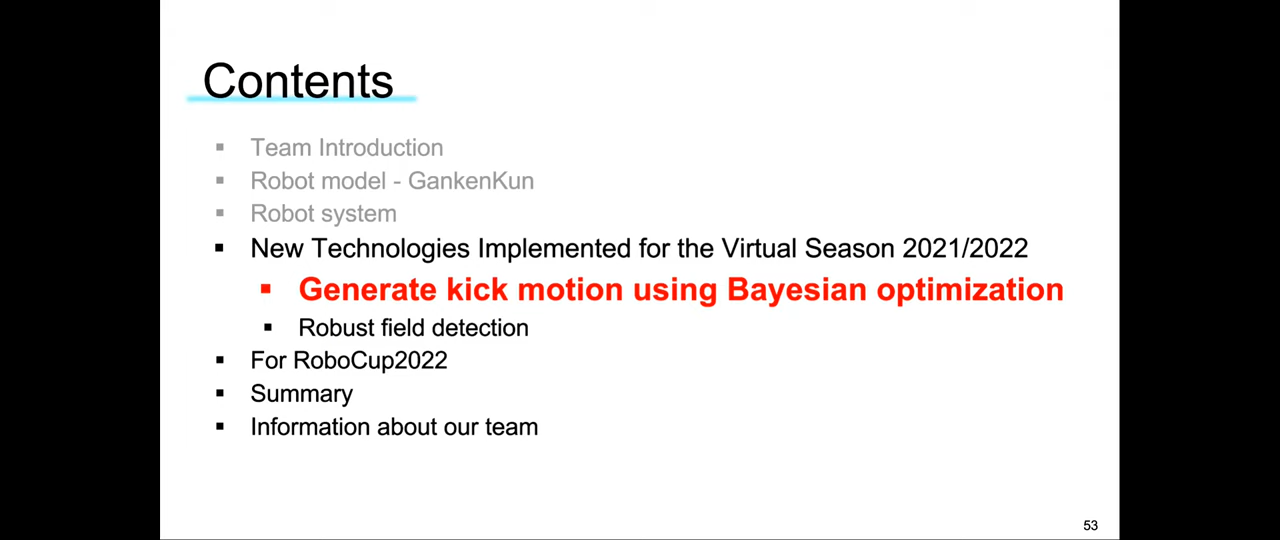 Contents
▪ Team Introduction
▪ Robot model - GankenKun
▪ Robot system
▪ New Technologies Implemented for the Virtual Season 2021/2022
▪ Generate kick motion using Bayesian optimization
▪ Robust field detection
▪ For RoboCup2022
▪ Summary
▪ Information about our team
53